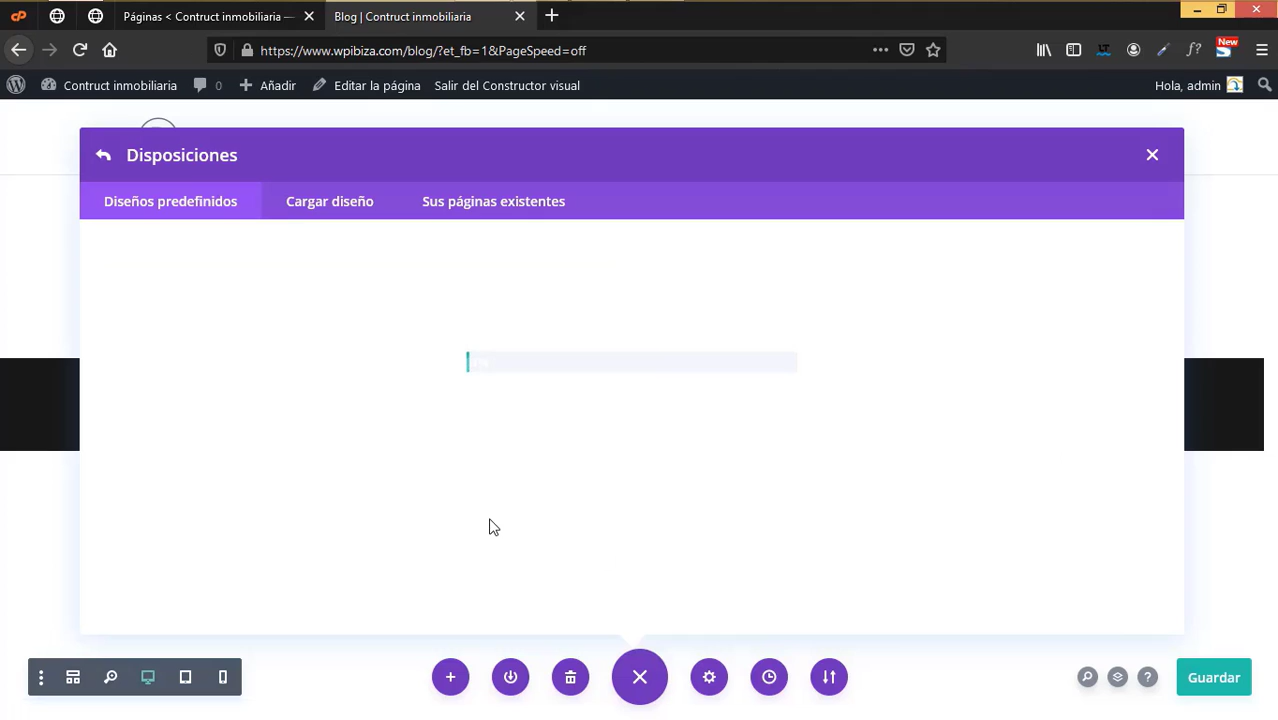 Páginas < Contruct inmobiliaria —
Blog | Contruct inmobiliaria
https://www.wpibiza.com/blog/?et_fb=1&PageSpeed=off
New
Contruct inmobiliaria
0
Añadir
Editar la página
Salir del Constructor visual
Hola, admin
Disposiciones
Diseños predefinidos
Cargar diseño
Sus páginas existentes
Guardar